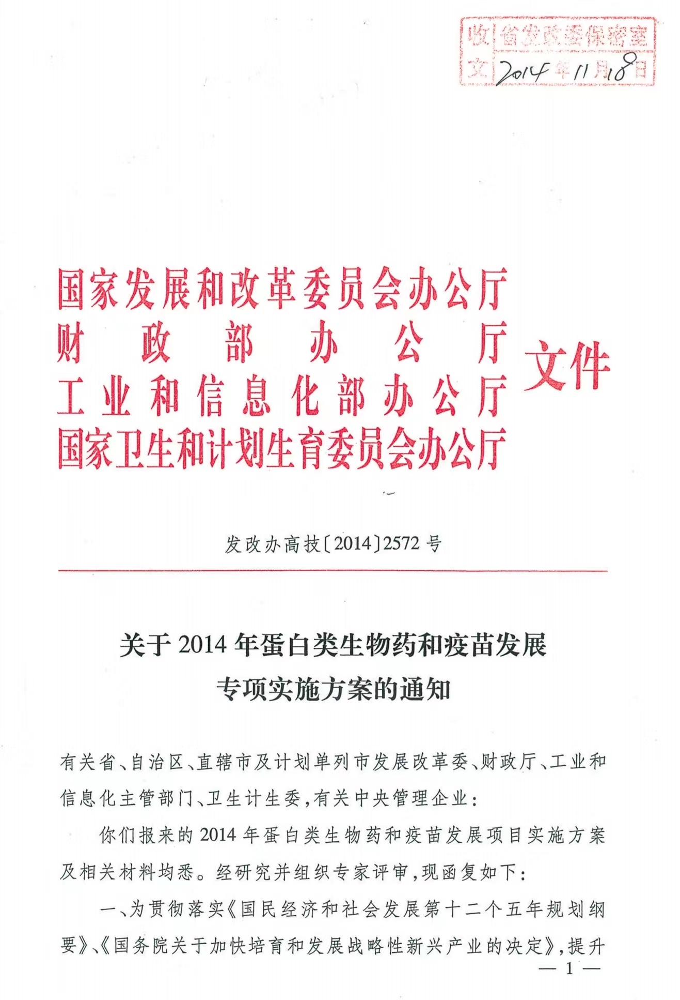 收 省发改委保密室
文 2014年11月18日
国家发展和改革委员会办公厅
财政部办公厅
文件
工业和信息化部办公厅
国家卫生和计划生育委员会办公厅
发改办高技〔2014〕2572号
关于2014年蛋白类生物药和疫苗发展
专项实施方案的通知
有关省、自治区、直辖市及计划单列市发展改革委、财政厅、工业和
信息化主管部门、卫生计生委,有关中央管理企业:
你们报来的2014年蛋白类生物药和疫苗发展项目实施方案
及相关材料均悉。经研究并组织专家评审,现函复如下:
一、为贯彻落实《国民经济和社会发展第十二个五年规划纲
要》、《国务院关于加快培育和发展战略性新兴产业的决定》,提升
— 1 —